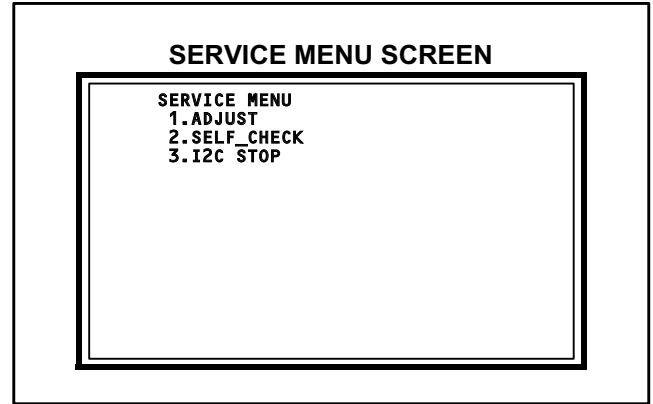 SERVICE MENU SCREEN
SERVICE MENU
1.ADJUST
2.SELF_CHECK
3.I2C STOP